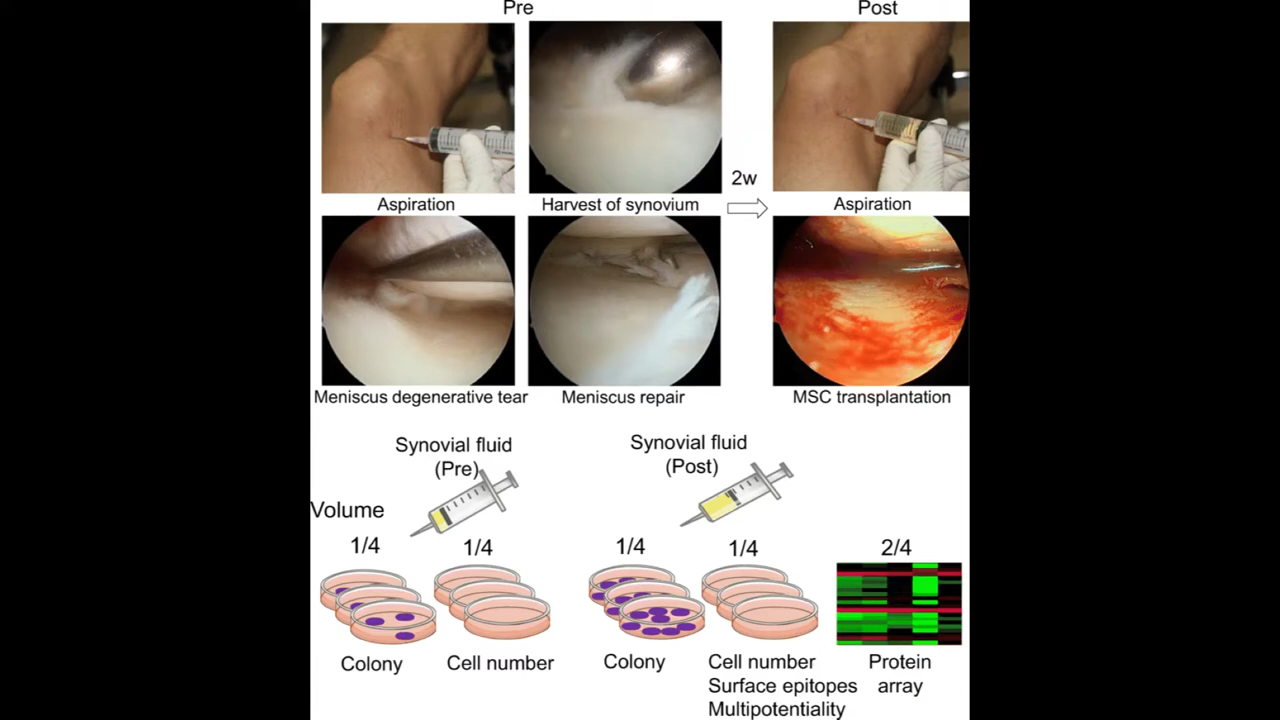 Pre
Post
2w
Aspiration
Harvest of synovium
Aspiration
Meniscus degenerative tear
Meniscus repair
MSC transplantation
Synovial fluid
(Pre)
Synovial fluid
(Post)
Volume
1/4
1/4
1/4
1/4
2/4
Colony
Cell number
Colony
Cell number
Surface epitopes
Multipotentiality
Protein
array